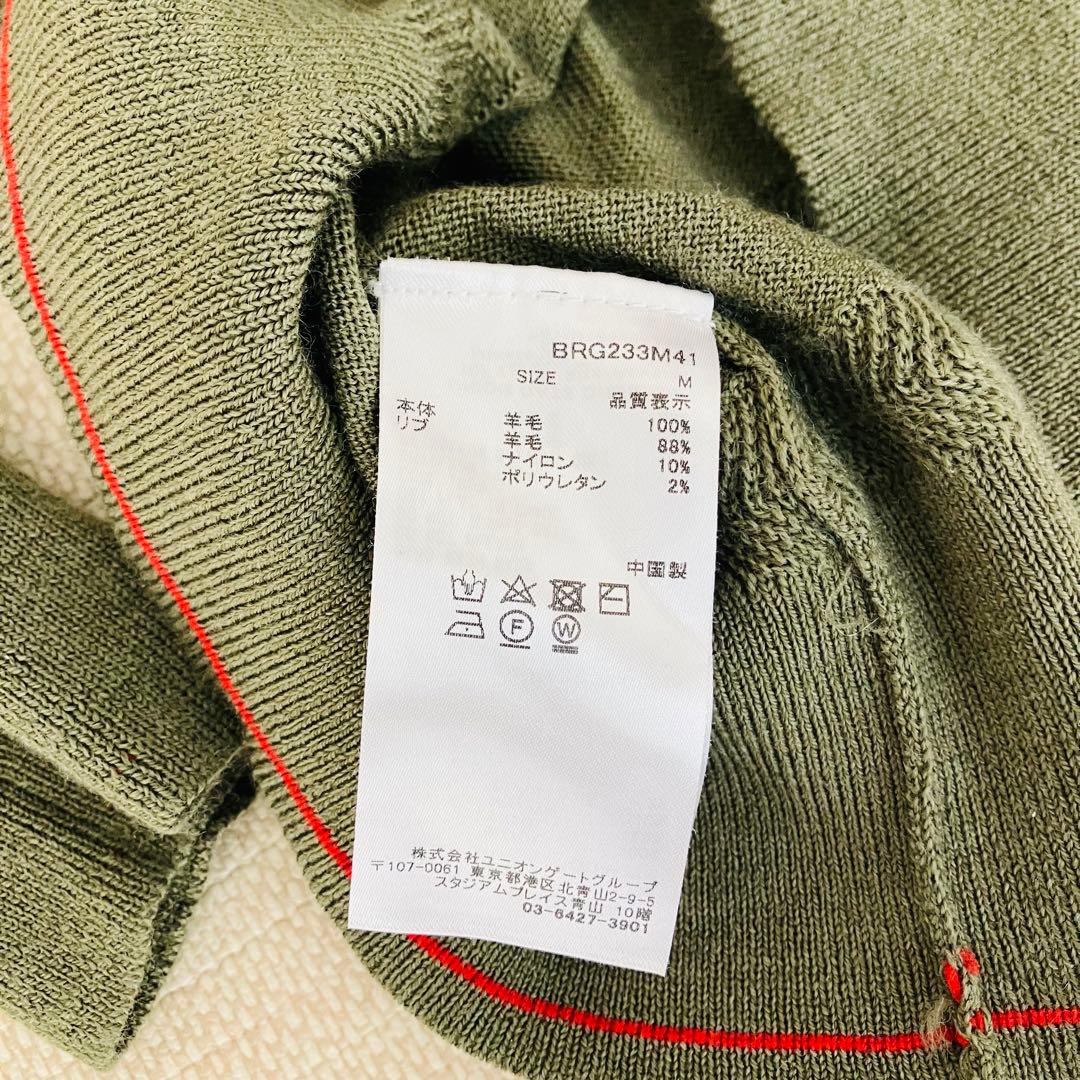 BRG233M41
SIZE M
品質表示
本体 羊毛 100%
リブ 羊毛 88%
ナイロン 10%
ポリウレタン 2%
中国製
F W
株式会社ユニオンゲートグループ
〒107-0061 東京都港区北青山2-9-5
スタジアムプレイス青山 10階
03-6427-3901